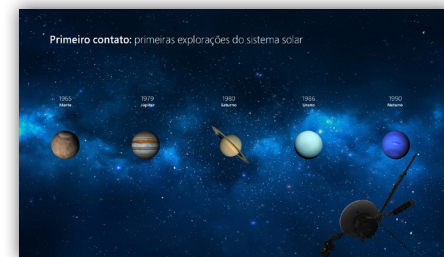 Primeiro contato: primeiras explorações do sistema solar
1965
Marte
1979
Júpiter
1980
Saturno
1986
Urano
1990
Netuno